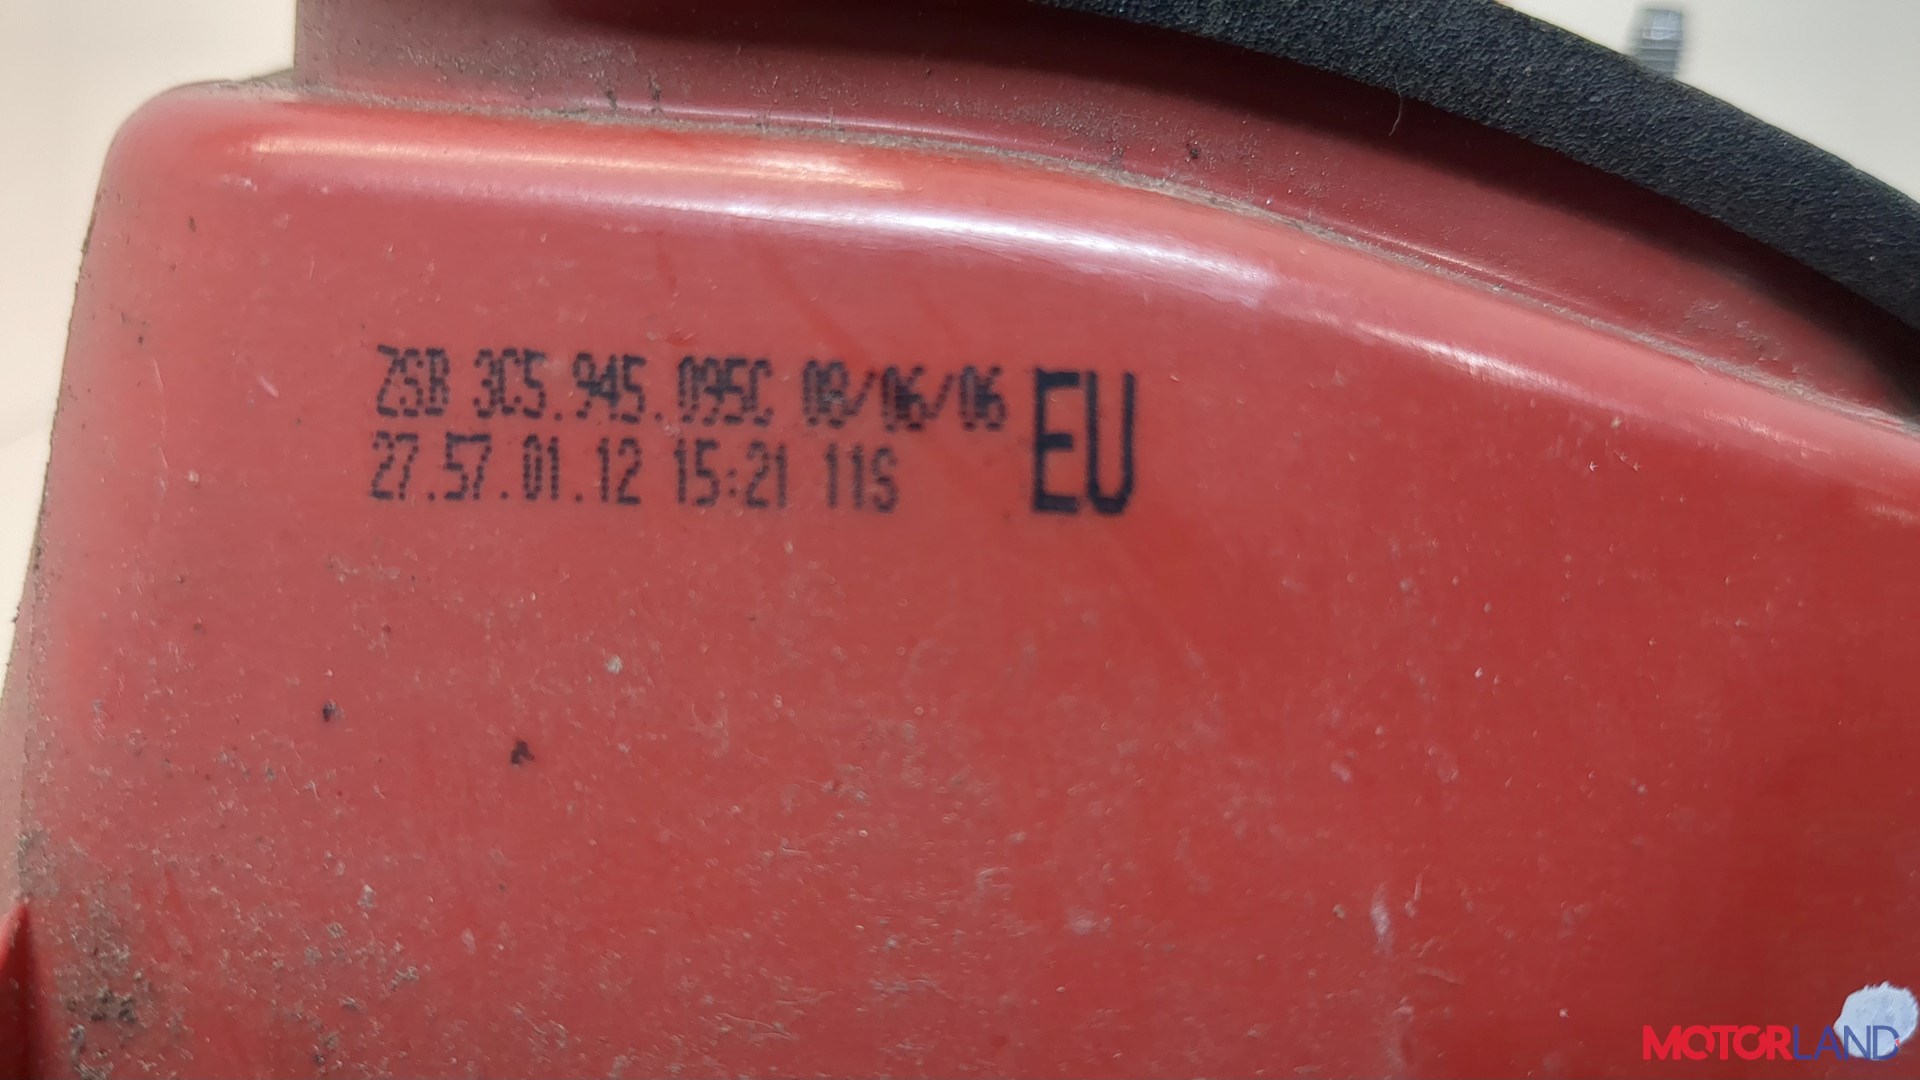 ZSB 3C5.945.095C 08/06/06
27.57.01.12 15:21 11S
EU
MOTORLAND